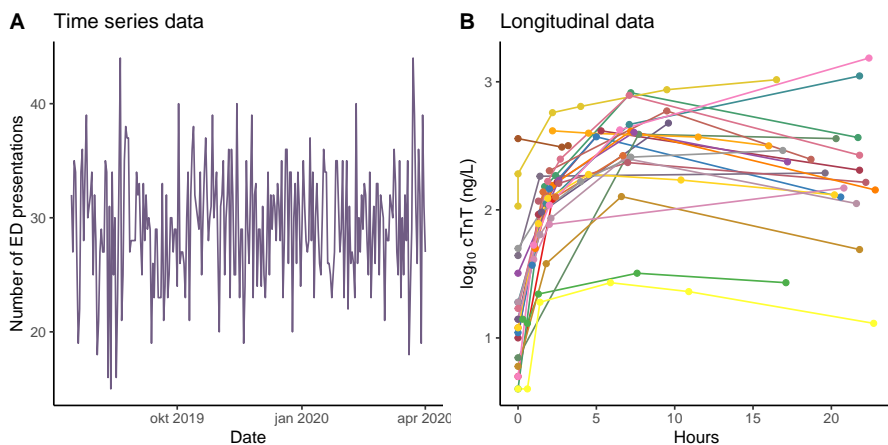 A Time series data
Number of ED presentations
40
30
20
okt 2019 jan 2020 apr 2020
Date
B Longitudinal data
log10 cTnT (ng/L)
3
2
1
0 5 10 15 20
Hours